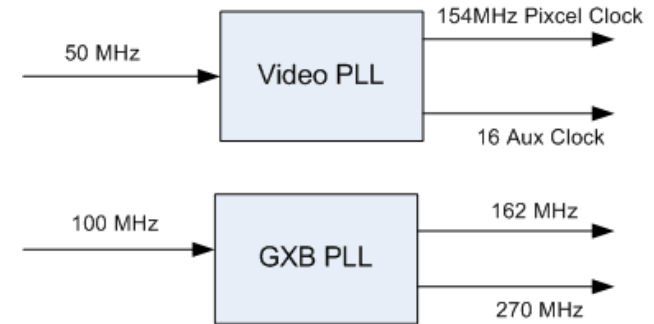 154MHz Pixcel Clock
50 MHz
Video PLL
16 Aux Clock
100 MHz
162 MHz
GXB PLL
270 MHz